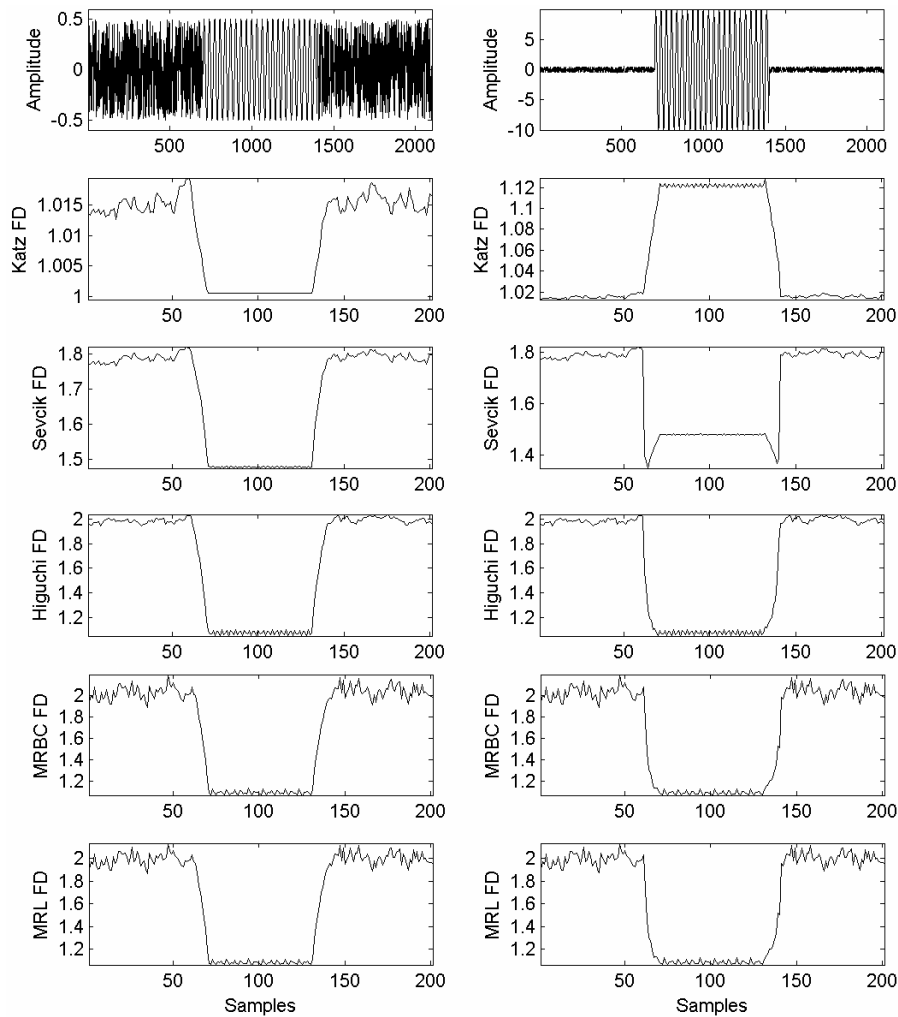 0.5
0
-0.5
Amplitude
500 1000 1500 2000
5
0
-5
-10
Amplitude
500 1000 1500 2000
1.015
1.01
1.005
1
Katz FD
50 100 150 200
1.12
1.1
1.08
1.06
1.04
1.02
Katz FD
50 100 150 200
1.8
1.7
1.6
1.5
Sevcik FD
50 100 150 200
1.8
1.6
1.4
Sevcik FD
50 100 150 200
2
1.8
1.6
1.4
1.2
Higuchi FD
50 100 150 200
2
1.8
1.6
1.4
1.2
Higuchi FD
50 100 150 200
2
1.8
1.6
1.4
1.2
MRBC FD
50 100 150 200
2
1.8
1.6
1.4
1.2
MRBC FD
50 100 150 200
2
1.8
1.6
1.4
1.2
MRL FD
50 100 150 200
Samples
2
1.8
1.6
1.4
1.2
MRL FD
50 100 150 200
Samples